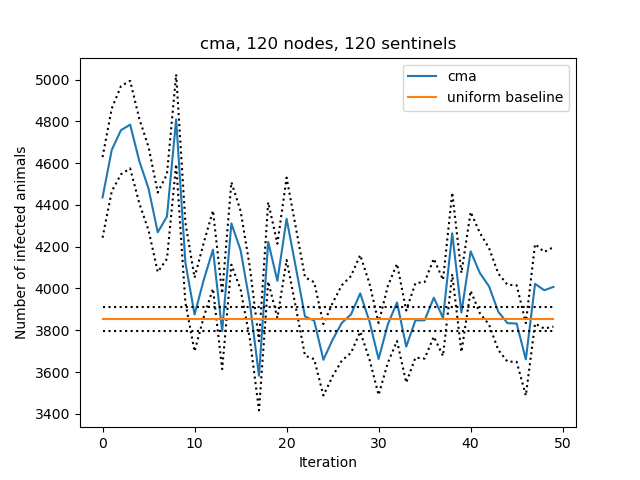 cma, 120 nodes, 120 sentinels
cma
uniform baseline
Number of infected animals
5000
4800
4600
4400
4200
4000
3800
3600
3400
0 10 20 30 40 50
Iteration